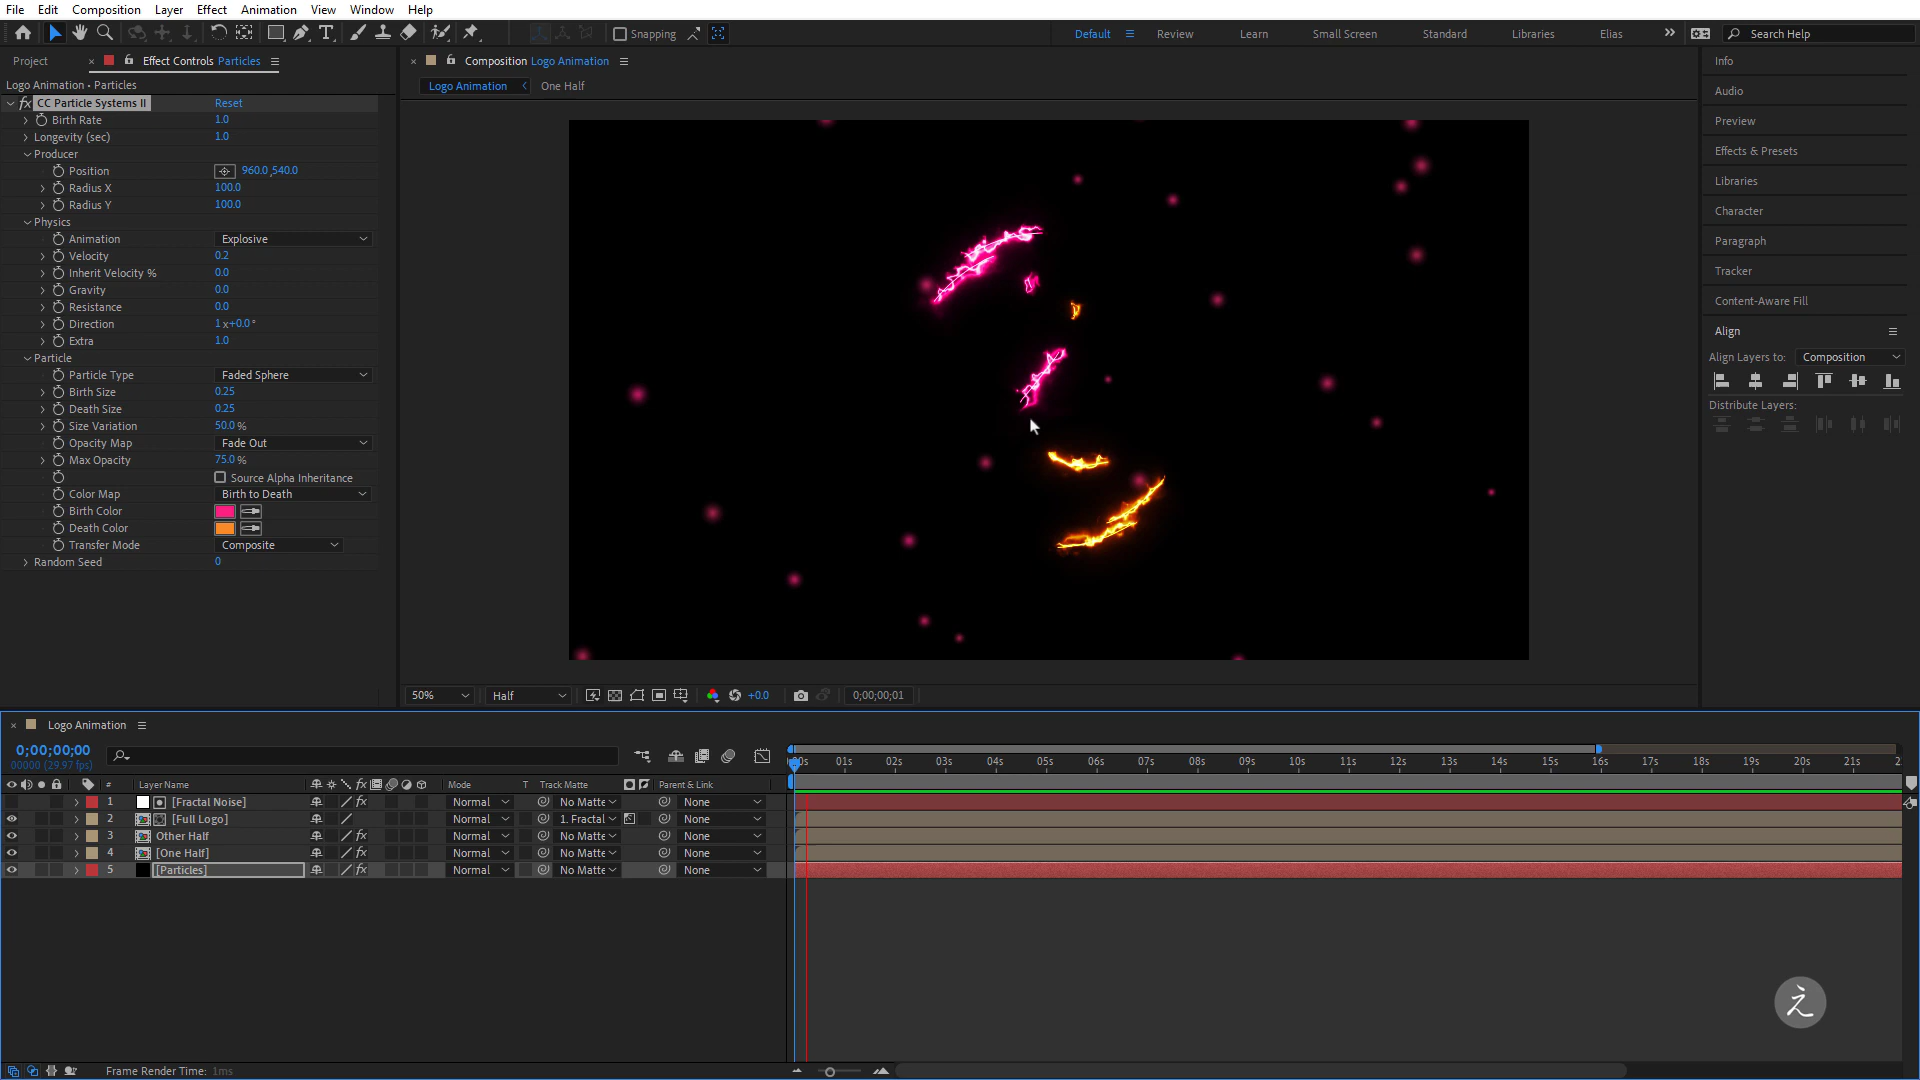 File Edit Composition Layer Effect Animation View Window Help
Snapping
Default Review Learn Small Screen Standard Libraries Elias » Search Help
Project × Effect Controls Particles
Logo Animation • Particles
fx CC Particle Systems II Reset
Birth Rate 1.0
Longevity (sec) 1.0
Producer
Position 960.0,540.0
Radius X 100.0
Radius Y 100.0
Physics
Animation Explosive
Velocity 0.2
Inherit Velocity % 0.0
Gravity 0.0
Resistance 0.0
Direction 1x+0.0°
Extra 1.0
Particle
Particle Type Faded Sphere
Birth Size 0.25
Death Size 0.25
Size Variation 50.0%
Opacity Map Fade Out
Max Opacity 75.0%
Source Alpha Inheritance
Color Map Birth to Death
Birth Color
Death Color
Transfer Mode Composite
Random Seed 0
× Composition Logo Animation
Logo Animation One Half
50% Half +0.0 0;00;00;01
Info
Audio
Preview
Effects & Presets
Libraries
Character
Paragraph
Tracker
Content-Aware Fill
Align
Align Layers to: Composition
Distribute Layers:
× Logo Animation
0;00;00;00
00000 (29.97 fps)
# Layer Name fx Mode T Track Matte Parent & Link
01s 02s 03s 04s 05s 06s 07s 08s 09s 10s 11s 12s 13s 14s 15s 16s 17s 18s 19s 20s 21s
1 [Fractal Noise] fx Normal No Matte None
2 [Full Logo] Normal 1. Fractal None
3 Other Half fx Normal No Matte None
4 [One Half] fx Normal No Matte None
5 [Particles] fx Normal No Matte None
之
Frame Render Time: 1ms